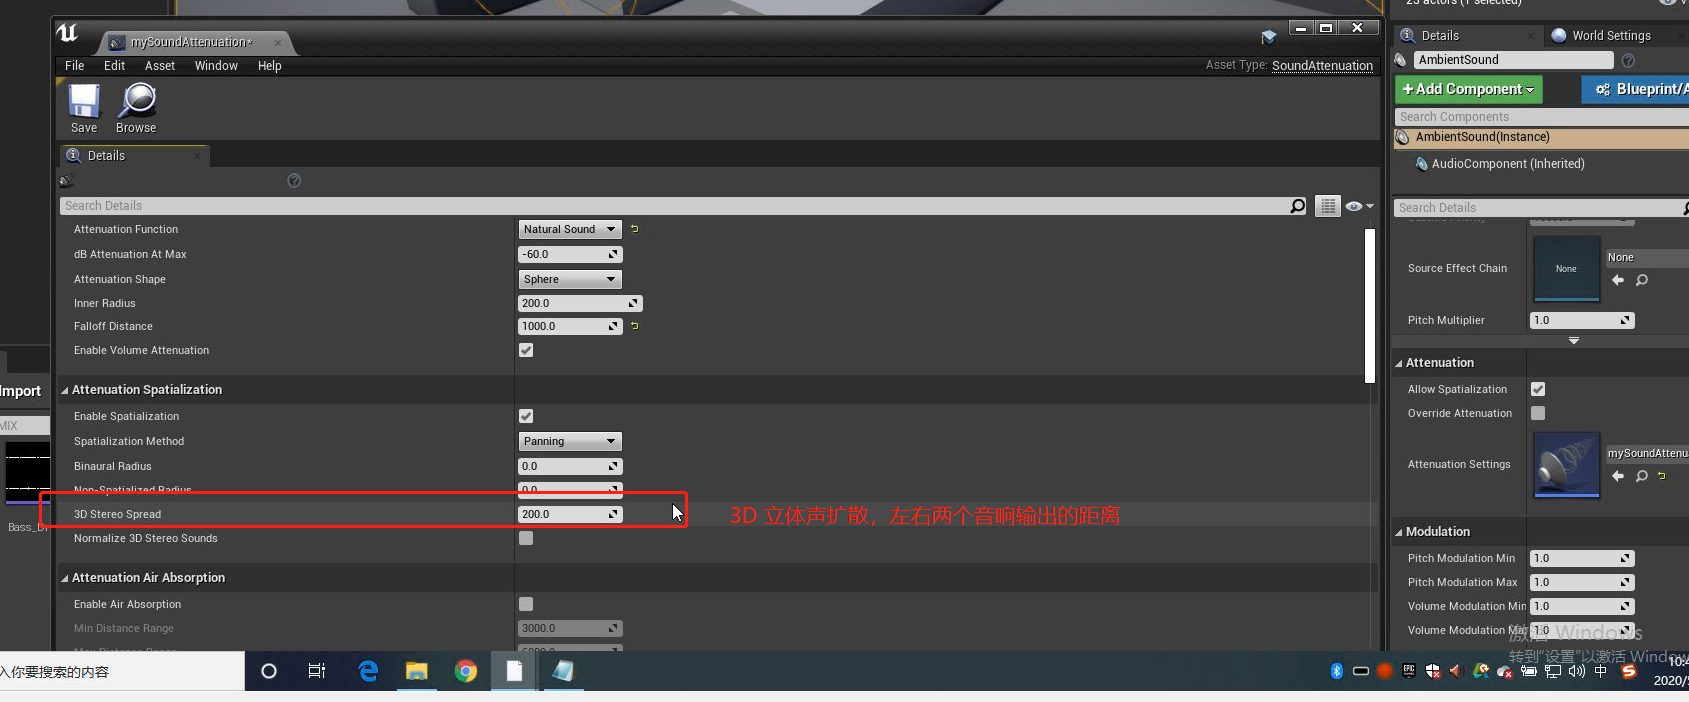 25 actors (1 selected)
mySoundAttenuation*
File Edit Asset Window Help
Asset Type: SoundAttenuation
Save Browse
Details
Search Details
Attenuation Function Natural Sound
dB Attenuation At Max -60.0
Attenuation Shape Sphere
Inner Radius 200.0
Falloff Distance 1000.0
Enable Volume Attenuation
Attenuation Spatialization
Enable Spatialization
Spatialization Method Panning
Binaural Radius 0.0
Non-Spatialized Radius 0.0
3D Stereo Spread 200.0
3D 立体声扩散，左右两个音响输出的距离
Normalize 3D Stereo Sounds
Attenuation Air Absorption
Enable Air Absorption
Min Distance Range 3000.0
Max Distance Range
Import
MIX
Bass_D
Details World Settings
AmbientSound
+Add Component
Blueprint/A
Search Components
AmbientSound(Instance)
AudioComponent (Inherited)
Search Details
Source Effect Chain None None
Pitch Multiplier 1.0
Attenuation
Allow Spatialization
Override Attenuation
Attenuation Settings mySoundAttenu
Modulation
Pitch Modulation Min 1.0
Pitch Modulation Max 1.0
Volume Modulation Min 1.0
Volume Modulation Max 1.0
激活 Windows
转到"设置"以激活 Window
入你要搜索的内容
中
10:4
2020/5